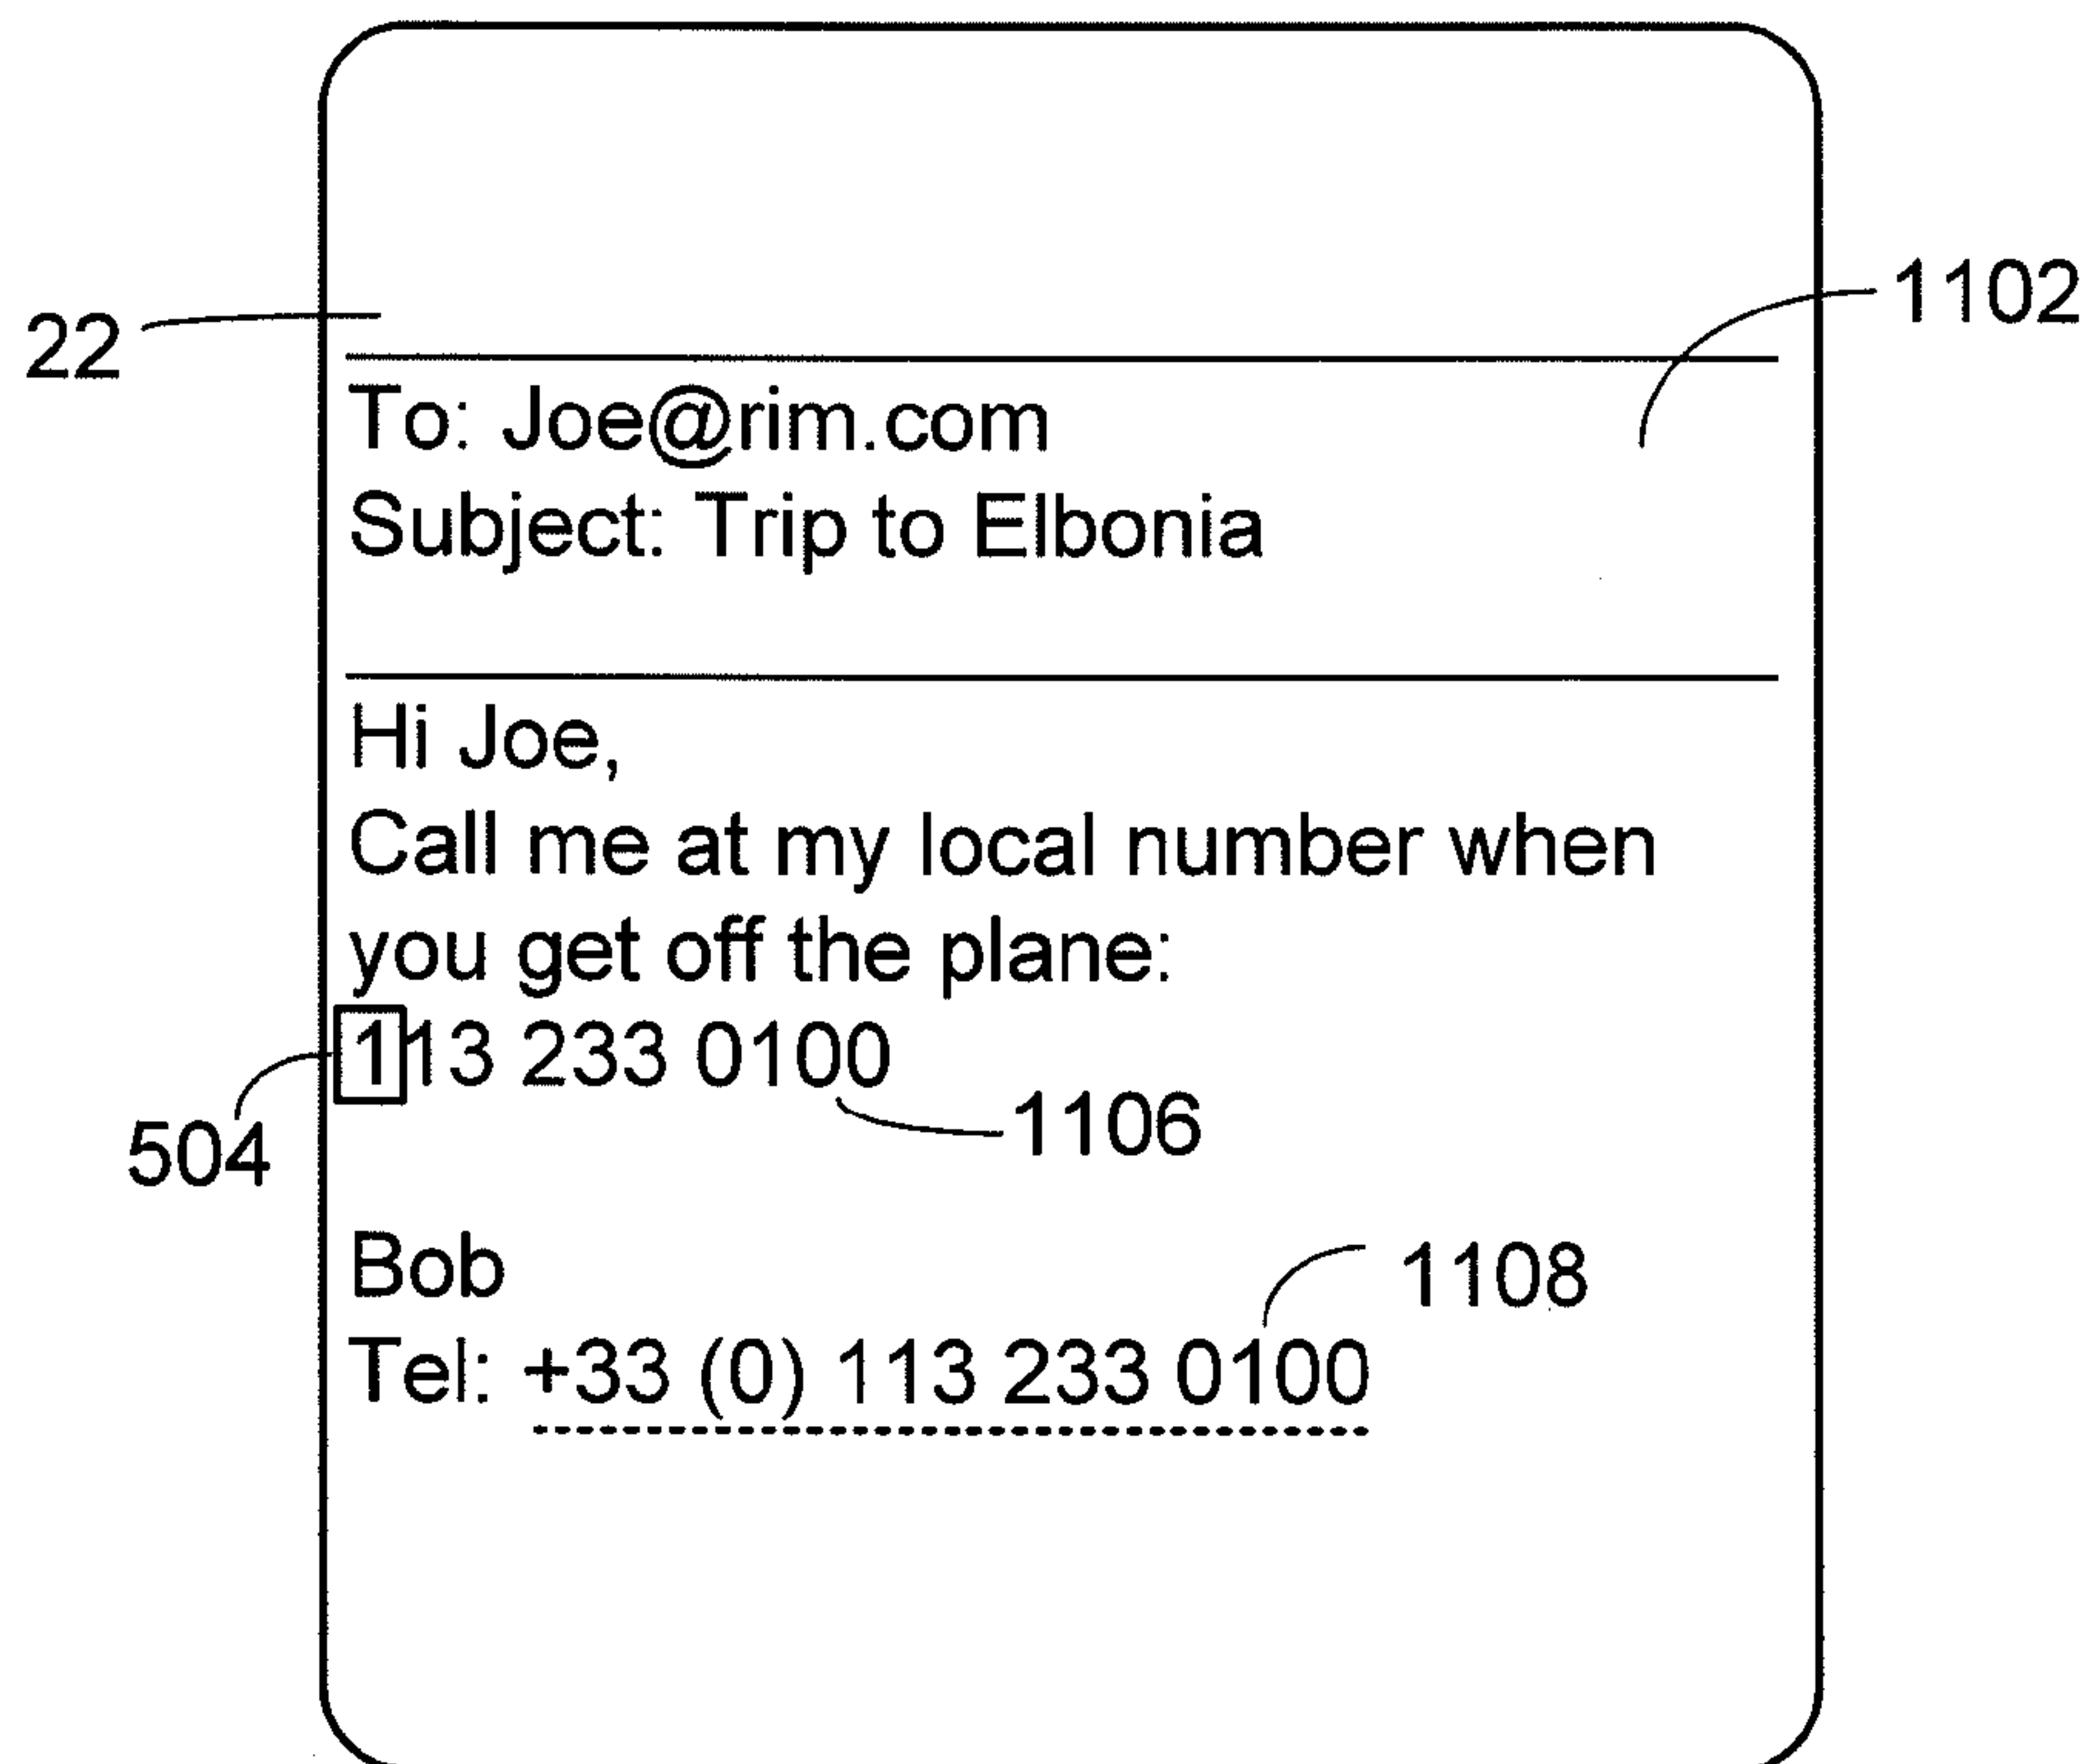 1102
22
To: Joe@rim.com
Subject: Trip to Elbonia
Hi Joe,
Call me at my local number when
you get off the plane:
113 233 0100
1106
504
Bob
1108
Tel: +33 (0) 113 233 0100